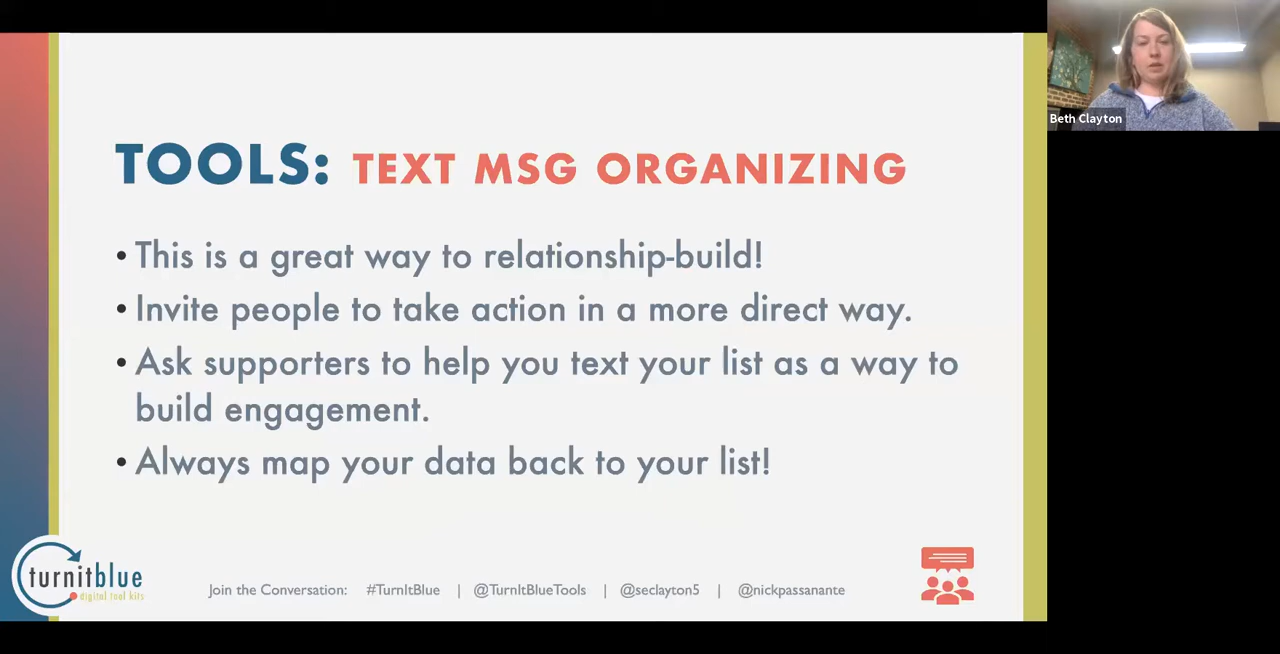 Beth Clayton
TOOLS: TEXT MSG ORGANIZING
• This is a great way to relationship-build!
• Invite people to take action in a more direct way.
• Ask supporters to help you text your list as a way to
build engagement.
• Always map your data back to your list!
turnitblue
digital tool kits
Join the Conversation: #TurnItBlue | @TurnItBlueTools | @seclayton5 | @nickpassanante